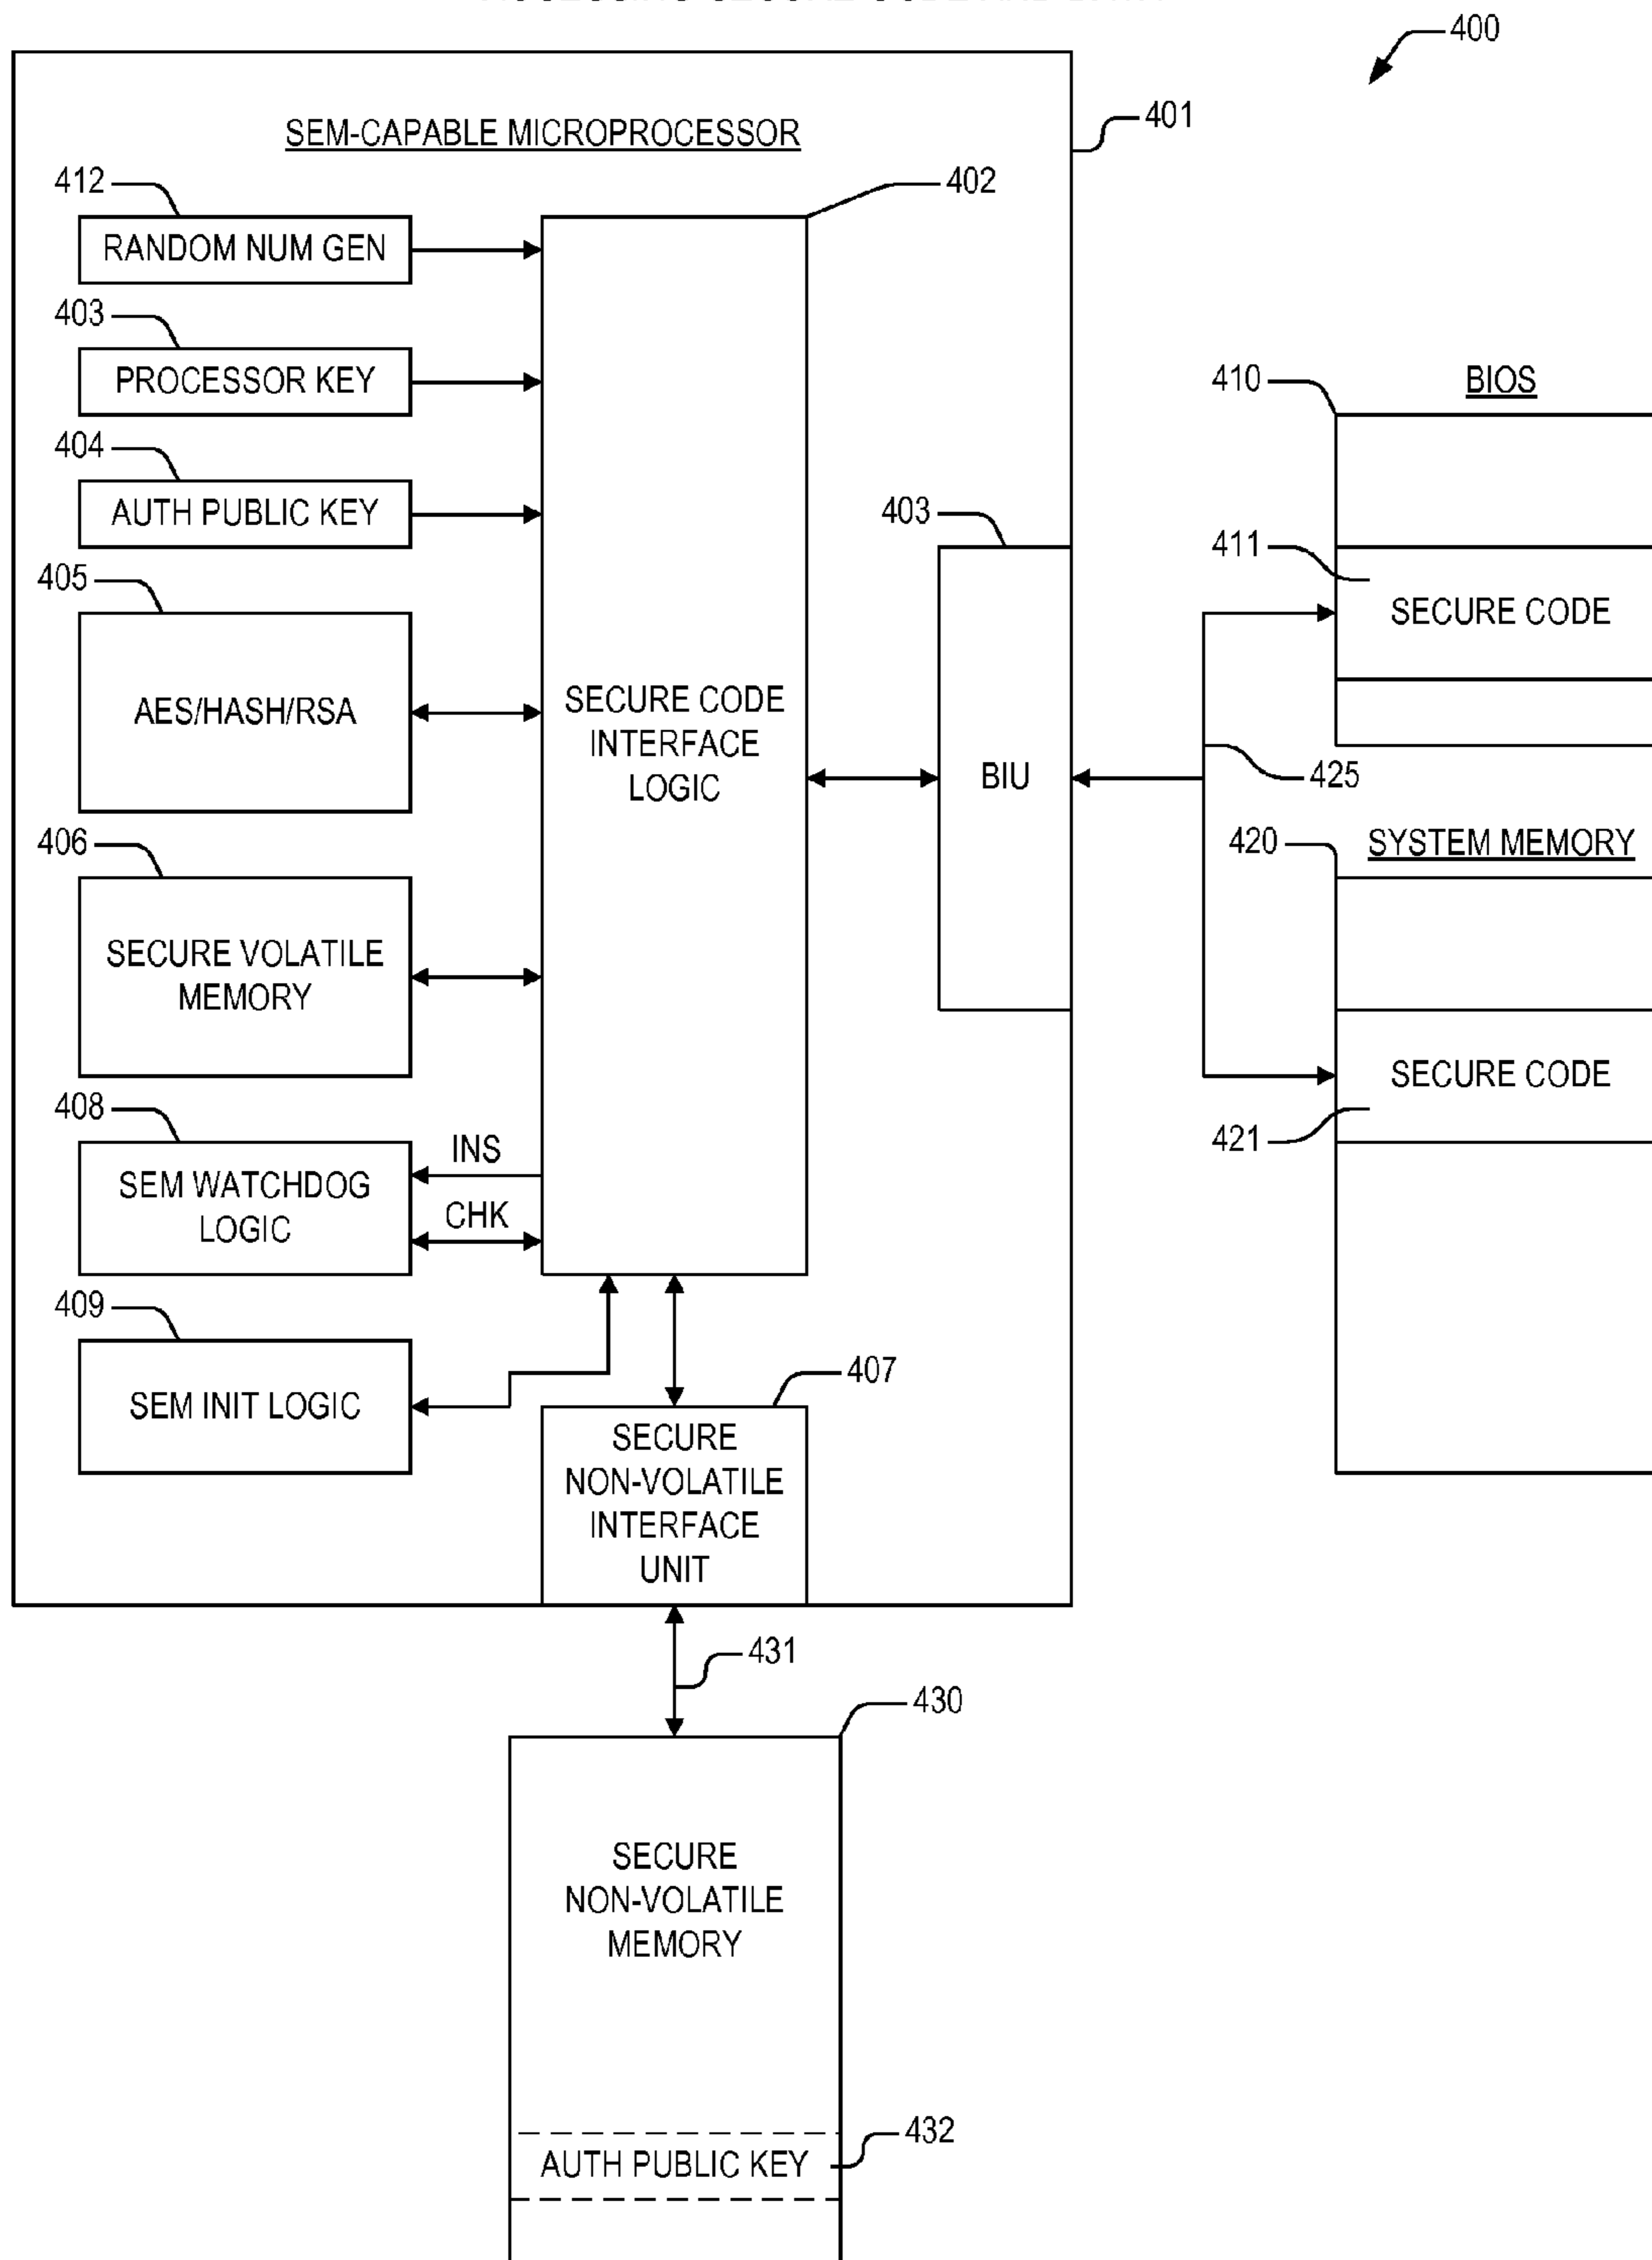 400
SEM-CAPABLE MICROPROCESSOR
401
412
402
RANDOM NUM GEN
403
PROCESSOR KEY
410
BIOS
404
AUTH PUBLIC KEY
403
411
SECURE CODE
405
AES/HASH/RSA
SECURE CODE
INTERFACE
LOGIC
BIU
425
406
420
SYSTEM MEMORY
SECURE VOLATILE
MEMORY
SECURE CODE
421
408
INS
SEM WATCHDOG
LOGIC
CHK
409
407
SEM INIT LOGIC
SECURE
NON-VOLATILE
INTERFACE
UNIT
431
430
SECURE
NON-VOLATILE
MEMORY
432
AUTH PUBLIC KEY